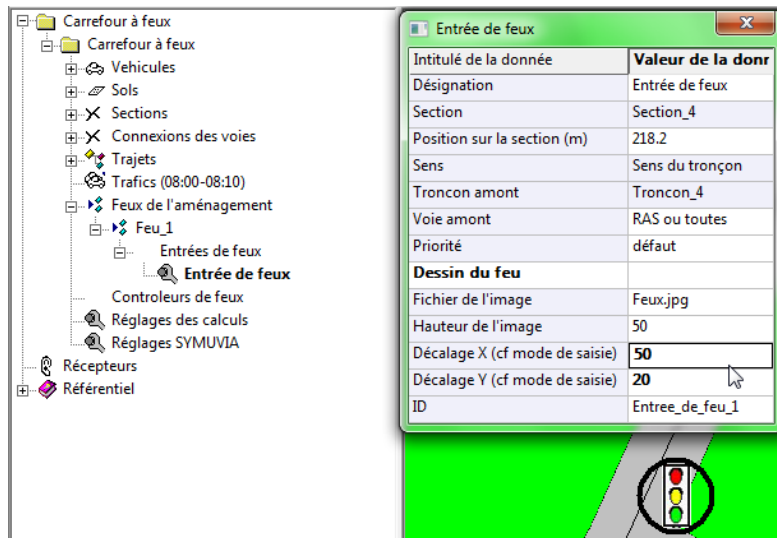 Carrefour à feux
Carrefour à feux
Vehicules
Sols
Sections
Connexions des voies
Trajets
Trafics (08:00-08:10)
Feux de l'aménagement
Feu_1
Entrées de feux
Entrée de feux
Controleurs de feux
Réglages des calculs
Réglages SYMUVIA
Récepteurs
Référentiel
Entrée de feux
Intitulé de la donnée Valeur de la donr
Désignation Entrée de feux
Section Section_4
Position sur la section (m) 218.2
Sens Sens du tronçon
Troncon amont Troncon_4
Voie amont RAS ou toutes
Priorité défaut
Dessin du feu
Fichier de l'image Feux.jpg
Hauteur de l'image 50
Décalage X (cf mode de saisie) 50
Décalage Y (cf mode de saisie) 20
ID Entree_de_feu_1